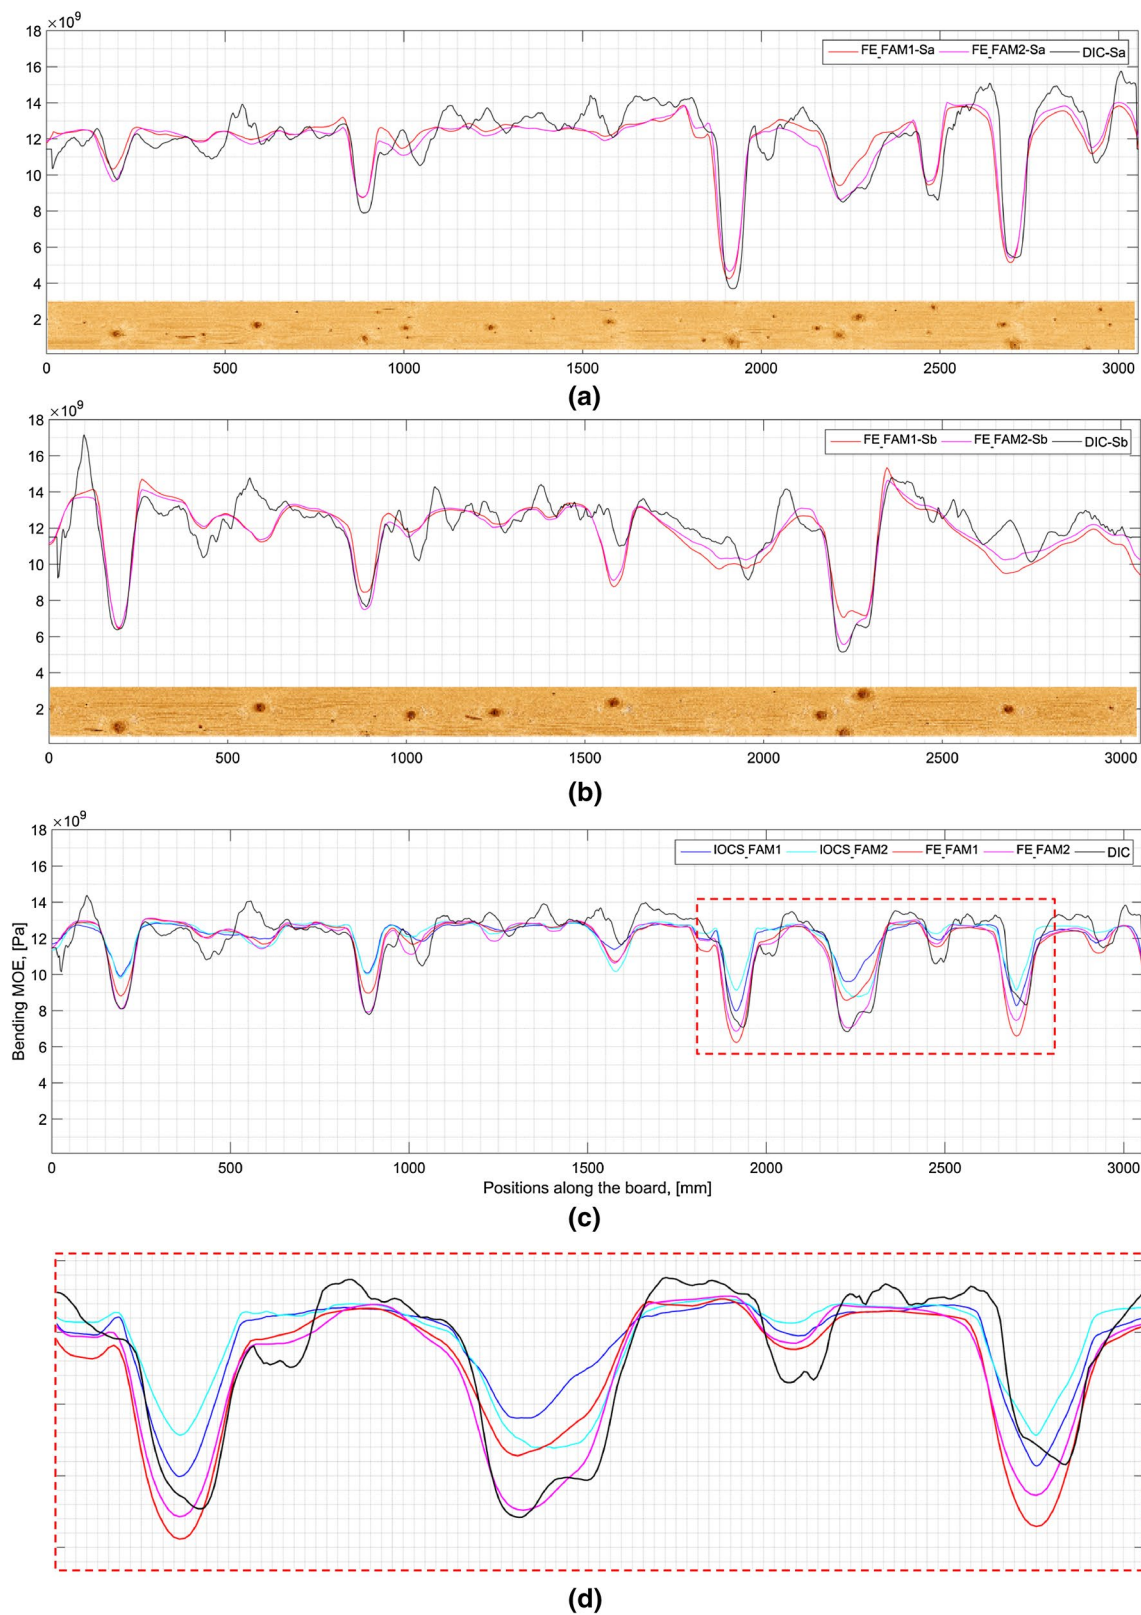 ×10⁹
18
16
14
12
10
8
6
4
2
FE_FAM1-Sa FE_FAM2-Sa DIC-Sa
0 500 1000 1500 2000 2500 3000
(a)
×10⁹
18
16
14
12
10
8
6
4
2
FE_FAM1-Sb FE_FAM2-Sb DIC-Sb
0 500 1000 1500 2000 2500 3000
(b)
×10⁹
18
16
14
12
10
8
6
4
2
Bending MOE, [Pa]
IOCS_FAM1 IOCS_FAM2 FE_FAM1 FE_FAM2 DIC
0 500 1000 1500 2000 2500 3000
Positions along the board, [mm]
(c)
(d)